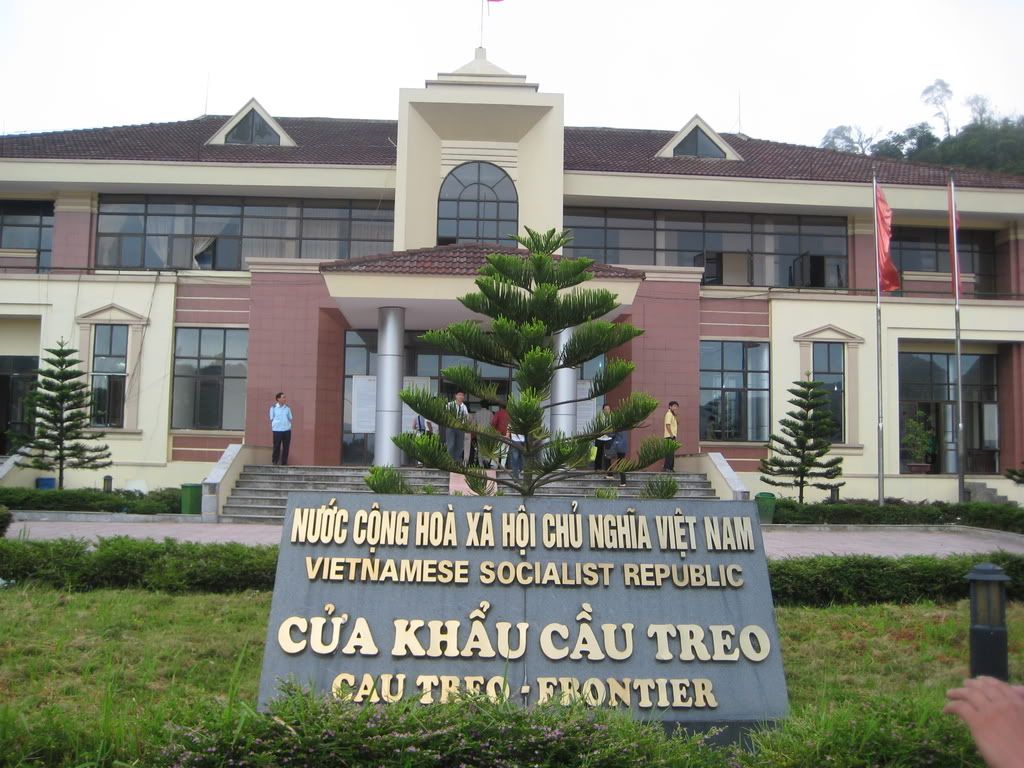 NƯỚC CỘNG HOÀ XÃ HỘI CHỦ NGHĨA VIỆT NAM
VIETNAMESE SOCIALIST REPUBLIC
CỬA KHẨU CẦU TREO
CAU TREO - FRONTIER